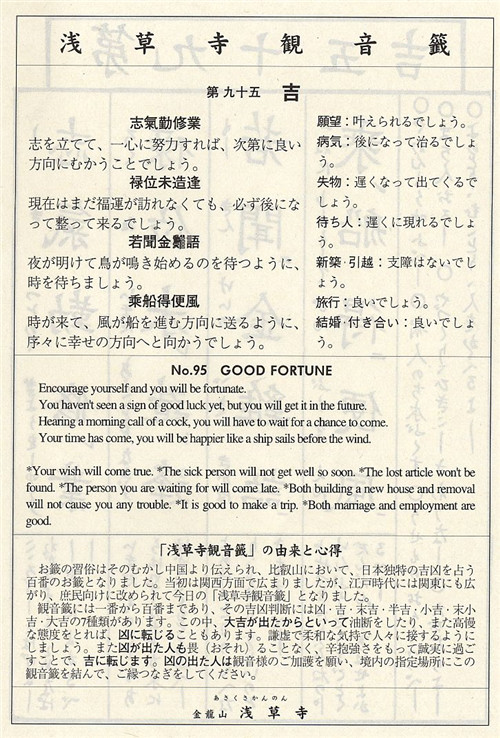 浅草寺観音籤
第九十五 吉
志氣勤修業
志を立てて、一心に努力すれば、次第に良い
方向にむかうことでしょう。
禄位未造逢
現在はまだ福運が訪れなくても、必ず後にな
って整って来るでしょう。
若聞金雞語
夜が明けて鳥が鳴き始めるのを待つように、
時を待ちましょう。
乗船得便風
時が来て、風が船を進む方向に送るように、
序々に幸せの方向へと向かうでしょう。
願望：叶えられるでしょう。
病気：後になって治るでしょ
う。
失物：遅くなって出てくるで
しょう。
待ち人：遅くに現れるでしょ
う。
新築・引越：支障はないでし
ょう。
旅行：良いでしょう。
結婚・付き合い：良いでしょ
う。
No.95 GOOD FORTUNE
Encourage yourself and you will be fortunate.
You haven't seen a sign of good luck yet, but you will get it in the future.
Hearing a morning call of a cock, you will have to wait for a chance to come.
Your time has come, you will be happier like a ship sails before the wind.
*Your wish will come true. *The sick person will not get well so soon. *The lost article won't be
found. *The person you are waiting for will come late. *Both building a new house and removal
will not cause you any trouble. *It is good to make a trip. *Both marriage and employment are
good.
「浅草寺観音籤」の由来と心得
お籤の習俗はそのむかし中国より伝えられ、比叡山において、日本独特の吉凶を占う
百番のお籤となりました。当初は関西方面で広まりましたが、江戸時代には関東にも広
がり、庶民向けに改められて今日の「浅草寺観音籤」となりました。
観音籤には一番から百番まであり、その吉凶判断には凶・吉・末吉・半吉・小吉・末小
吉・大吉の7種類があります。この中、大吉が出たからといって油断をしたり、また高慢
な態度をとれば、凶に転じることもあります。謙虚で柔和な気持で人々に接するようにし
ましょう。また凶が出た人も畏（おそれ）ることなく、辛抱強さをもって誠実に過ご
すことで、吉に転じます。凶の出た人は観音様のご加護を願い、境内の指定場所にこの
観音籤を結んで、ご縁つなぎをしてください。
あさくさかんのん
金龍山 浅草寺